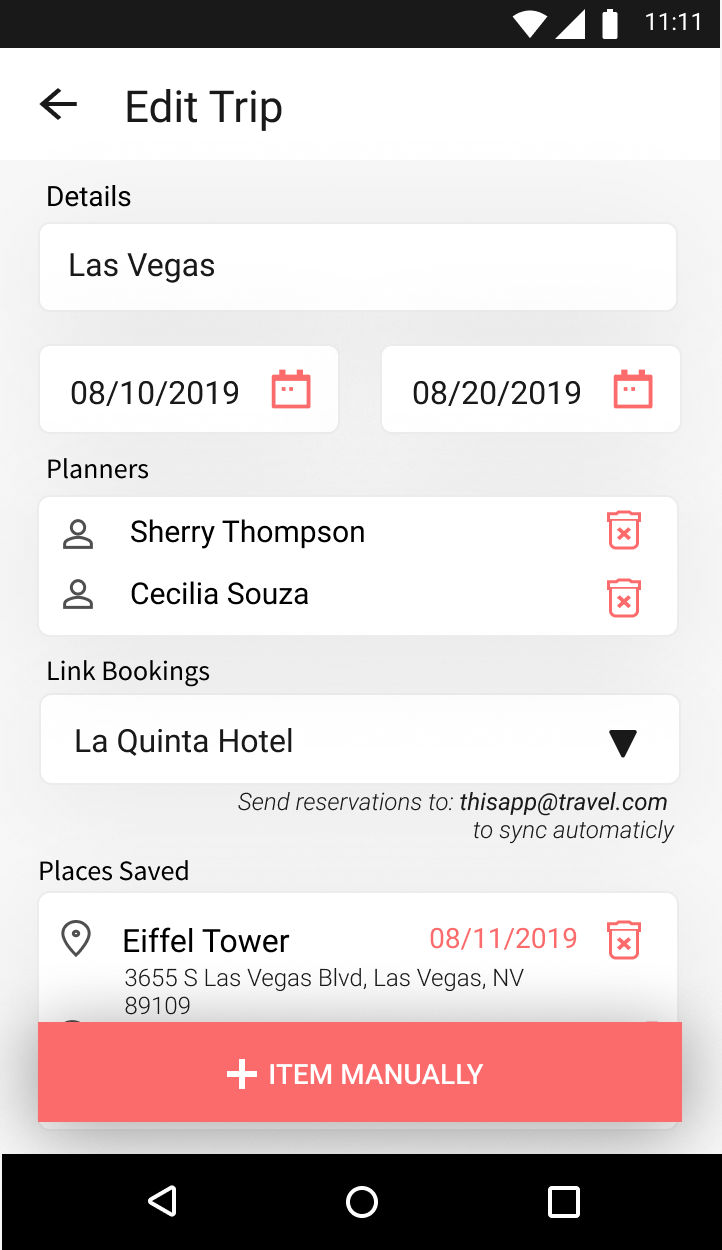 11:11
Edit Trip
Details
Las Vegas
08/10/2019 08/20/2019
Planners
Sherry Thompson
Cecilia Souza
Link Bookings
La Quinta Hotel
Send reservations to: thisapp@travel.com
to sync automaticly
Places Saved
Eiffel Tower 08/11/2019
3655 S Las Vegas Blvd, Las Vegas, NV
89109
+ ITEM MANUALLY